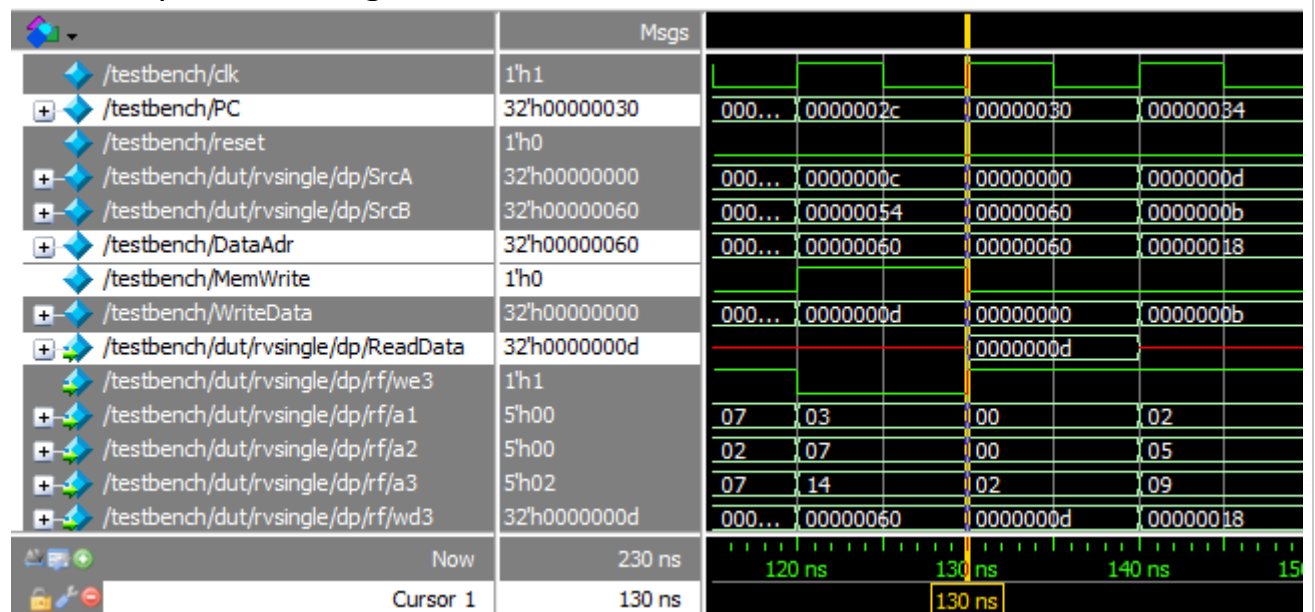 Msgs
/testbench/clk 1'h1
/testbench/PC 32'h00000030 000... 0000002c 00000030 00000034
/testbench/reset 1'h0
/testbench/dut/rvsingle/dp/SrcA 32'h00000000 000... 0000000c 00000000 0000000d
/testbench/dut/rvsingle/dp/SrcB 32'h00000060 000... 00000054 00000060 0000000b
/testbench/DataAdr 32'h00000060 000... 00000060 00000060 00000018
/testbench/MemWrite 1'h0
/testbench/WriteData 32'h00000000 000... 0000000d 00000000 0000000b
/testbench/dut/rvsingle/dp/ReadData 32'h0000000d 0000000d
/testbench/dut/rvsingle/dp/rf/we3 1'h1
/testbench/dut/rvsingle/dp/rf/a1 5'h00 07 03 00 02
/testbench/dut/rvsingle/dp/rf/a2 5'h00 02 07 00 05
/testbench/dut/rvsingle/dp/rf/a3 5'h02 07 14 02 09
/testbench/dut/rvsingle/dp/rf/wd3 32'h0000000d 000... 00000060 0000000d 00000018
Now 230 ns 120 ns 130 ns 140 ns
Cursor 1 130 ns 130 ns